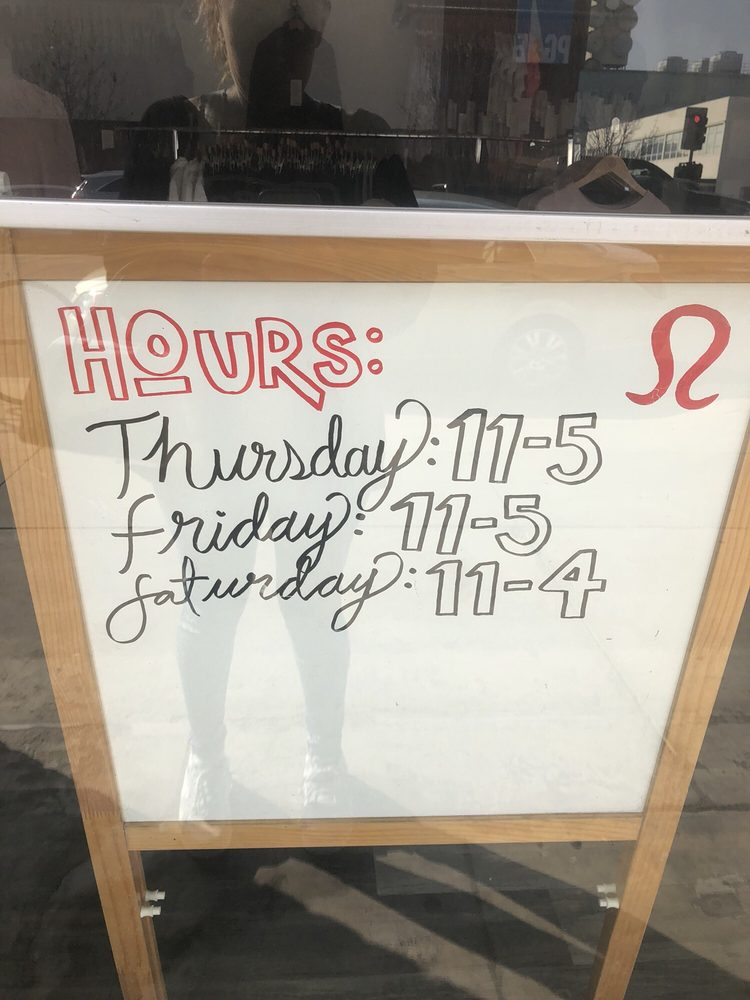 HOURS:
Thursday: 11-5
friday: 11-5
saturday: 11-4